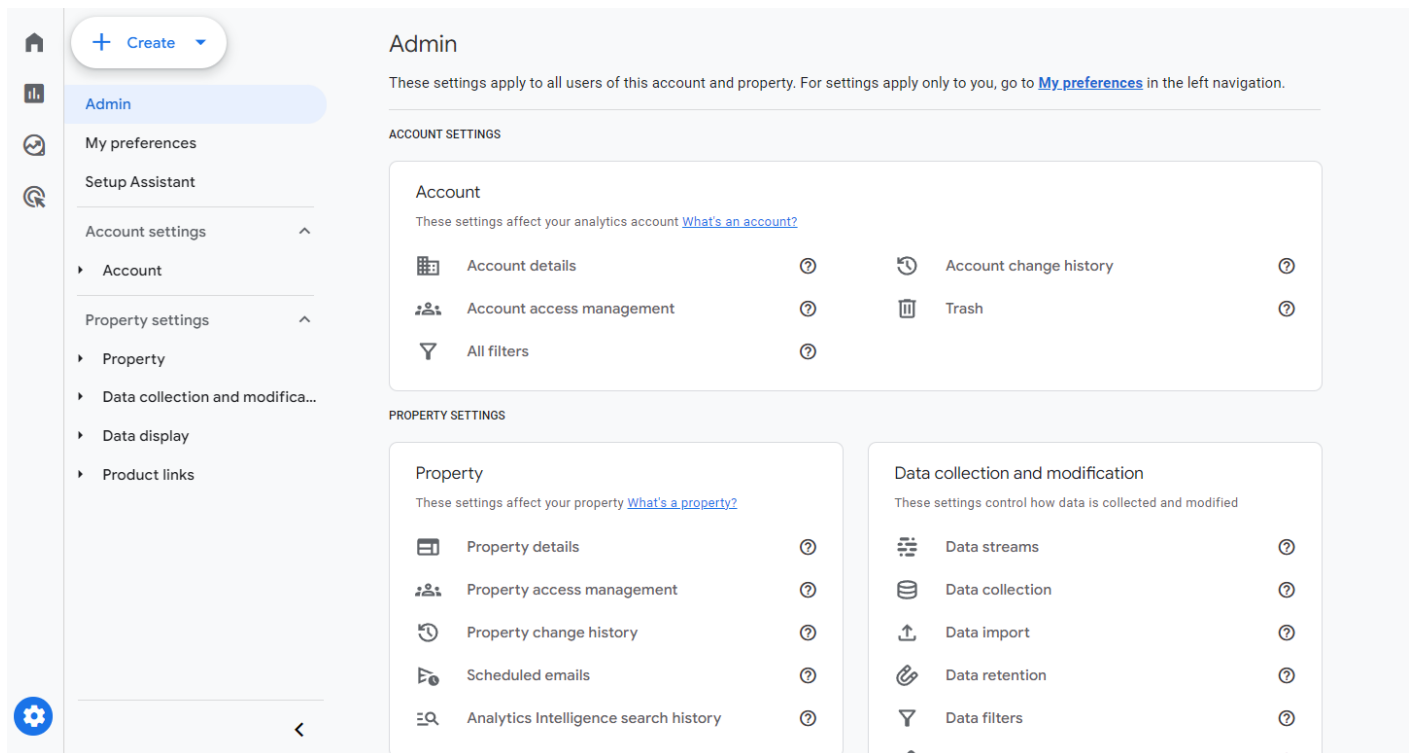 Create
Admin
My preferences
Setup Assistant
Account settings
Account
Property settings
Property
Data collection and modifica...
Data display
Product links
Admin
These settings apply to all users of this account and property. For settings apply only to you, go to My preferences in the left navigation.
ACCOUNT SETTINGS
Account
These settings affect your analytics account What's an account?
Account details
Account change history
Account access management
Trash
All filters
PROPERTY SETTINGS
Property
These settings affect your property What's a property?
Property details
Property access management
Property change history
Scheduled emails
Analytics Intelligence search history
Data collection and modification
These settings control how data is collected and modified
Data streams
Data collection
Data import
Data retention
Data filters